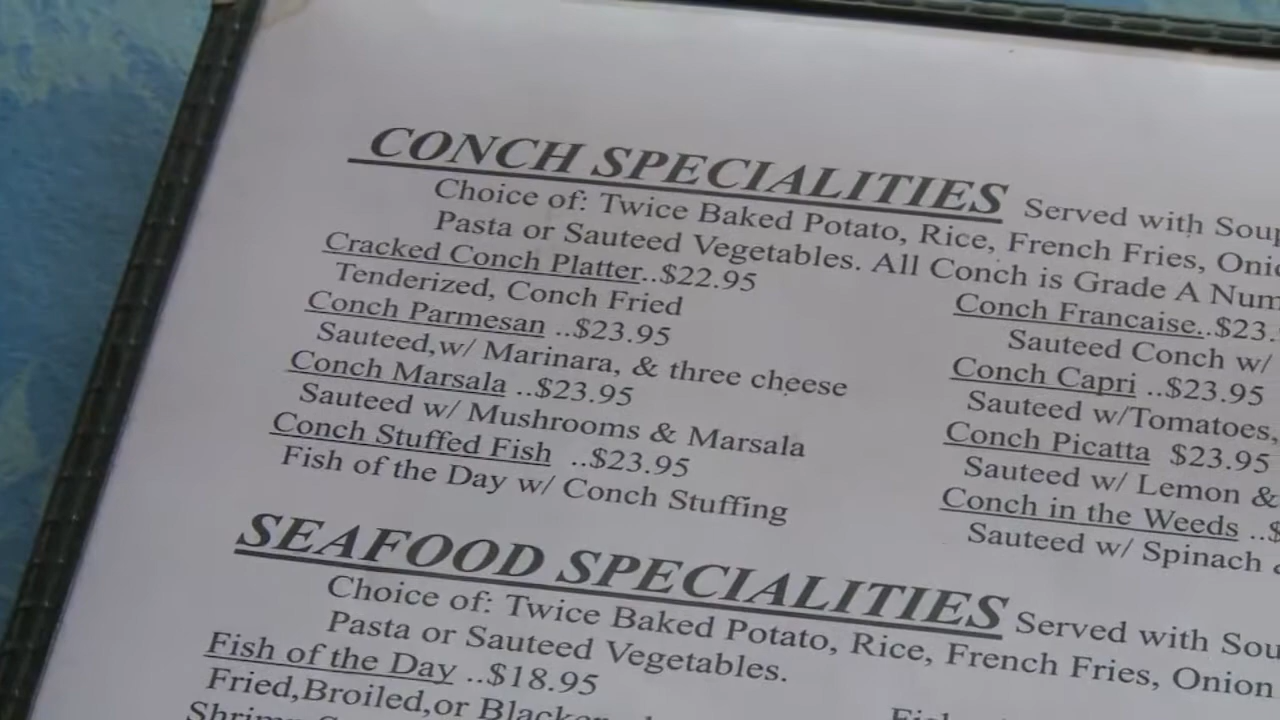 CONCH SPECIALITIES Served with
Choice of: Twice Baked Potato, Rice, French Fries,
Pasta or Sauteed Vegetables. All Conch is Grade A
Cracked Conch Platter..$22.95
Tenderized, Conch Fried
Conch Parmesan ..$23.95
Sauteed,w/ Marinara, & three cheese
Conch Marsala ..$23.95
Sauteed w/ Mushrooms & Marsala
Conch Stuffed Fish ..$23.95
Fish of the Day w/ Conch Stuffing
Conch Francaise..$23.
Sauteed Conch w/
Conch Capri ..$23.95
Sauteed w/Tomatoes,
Conch Picatta $23.95
Sauteed w/ Lemon &
Conch in the Weeds ..$
Sauteed w/ Spinach
SEAFOOD SPECIALITIES Served with
Choice of: Twice Baked Potato, Rice, French Fries, Onion
Pasta or Sauteed Vegetables.
Fish of the Day ..$18.95
Fried,Broiled,or